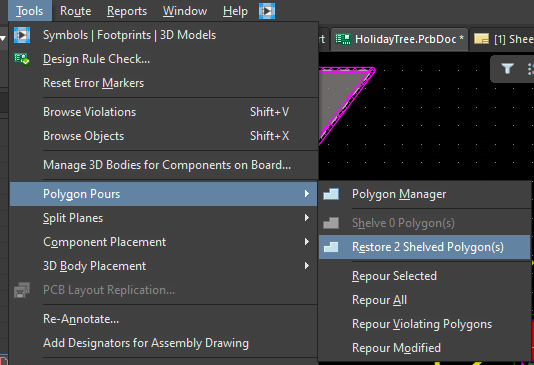 Tools Route Reports Window Help
Symbols | Footprints | 3D Models
Design Rule Check...
HolidayTree.PcbDoc *
[1] Shee
Reset Error Markers
Browse Violations Shift+V
Browse Objects Shift+X
Manage 3D Bodies for Components on Board...
Polygon Pours
Polygon Manager
Split Planes
Shelve 0 Polygon(s)
Component Placement
Restore 2 Shelved Polygon(s)
3D Body Placement
Repour Selected
PCB Layout Replication...
Repour All
Re-Annotate...
Repour Violating Polygons
Add Designators for Assembly Drawing
Repour Modified